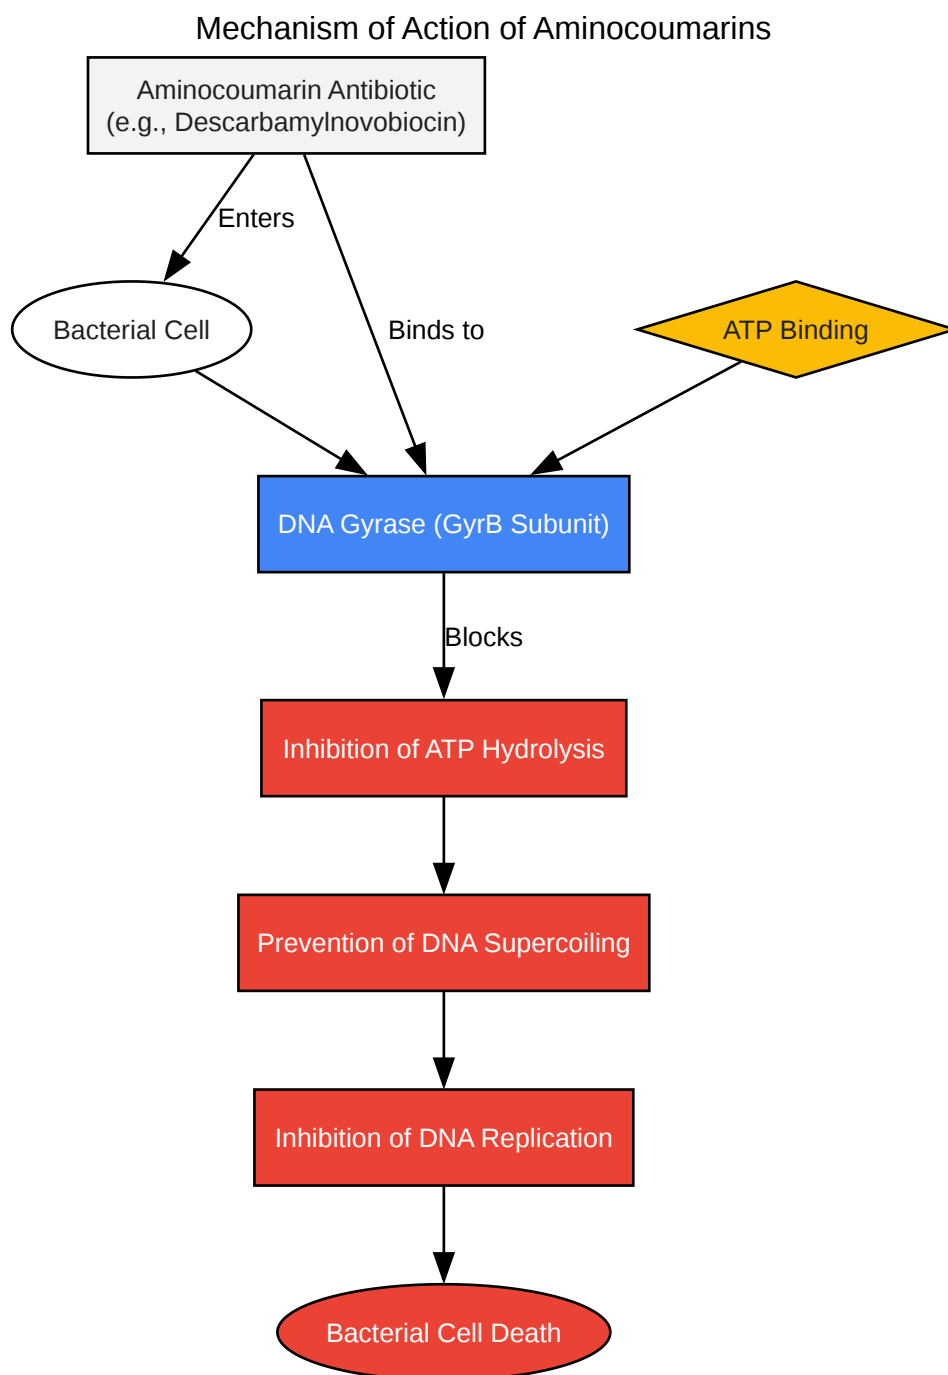 Mechanism of Action of Aminocoumarins
Aminocoumarin Antibiotic
(e.g., Descarbamylnovobiocin)
Enters
Bacterial Cell
Binds to
ATP Binding
DNA Gyrase (GyrB Subunit)
Blocks
Inhibition of ATP Hydrolysis
Prevention of DNA Supercoiling
Inhibition of DNA Replication
Bacterial Cell Death